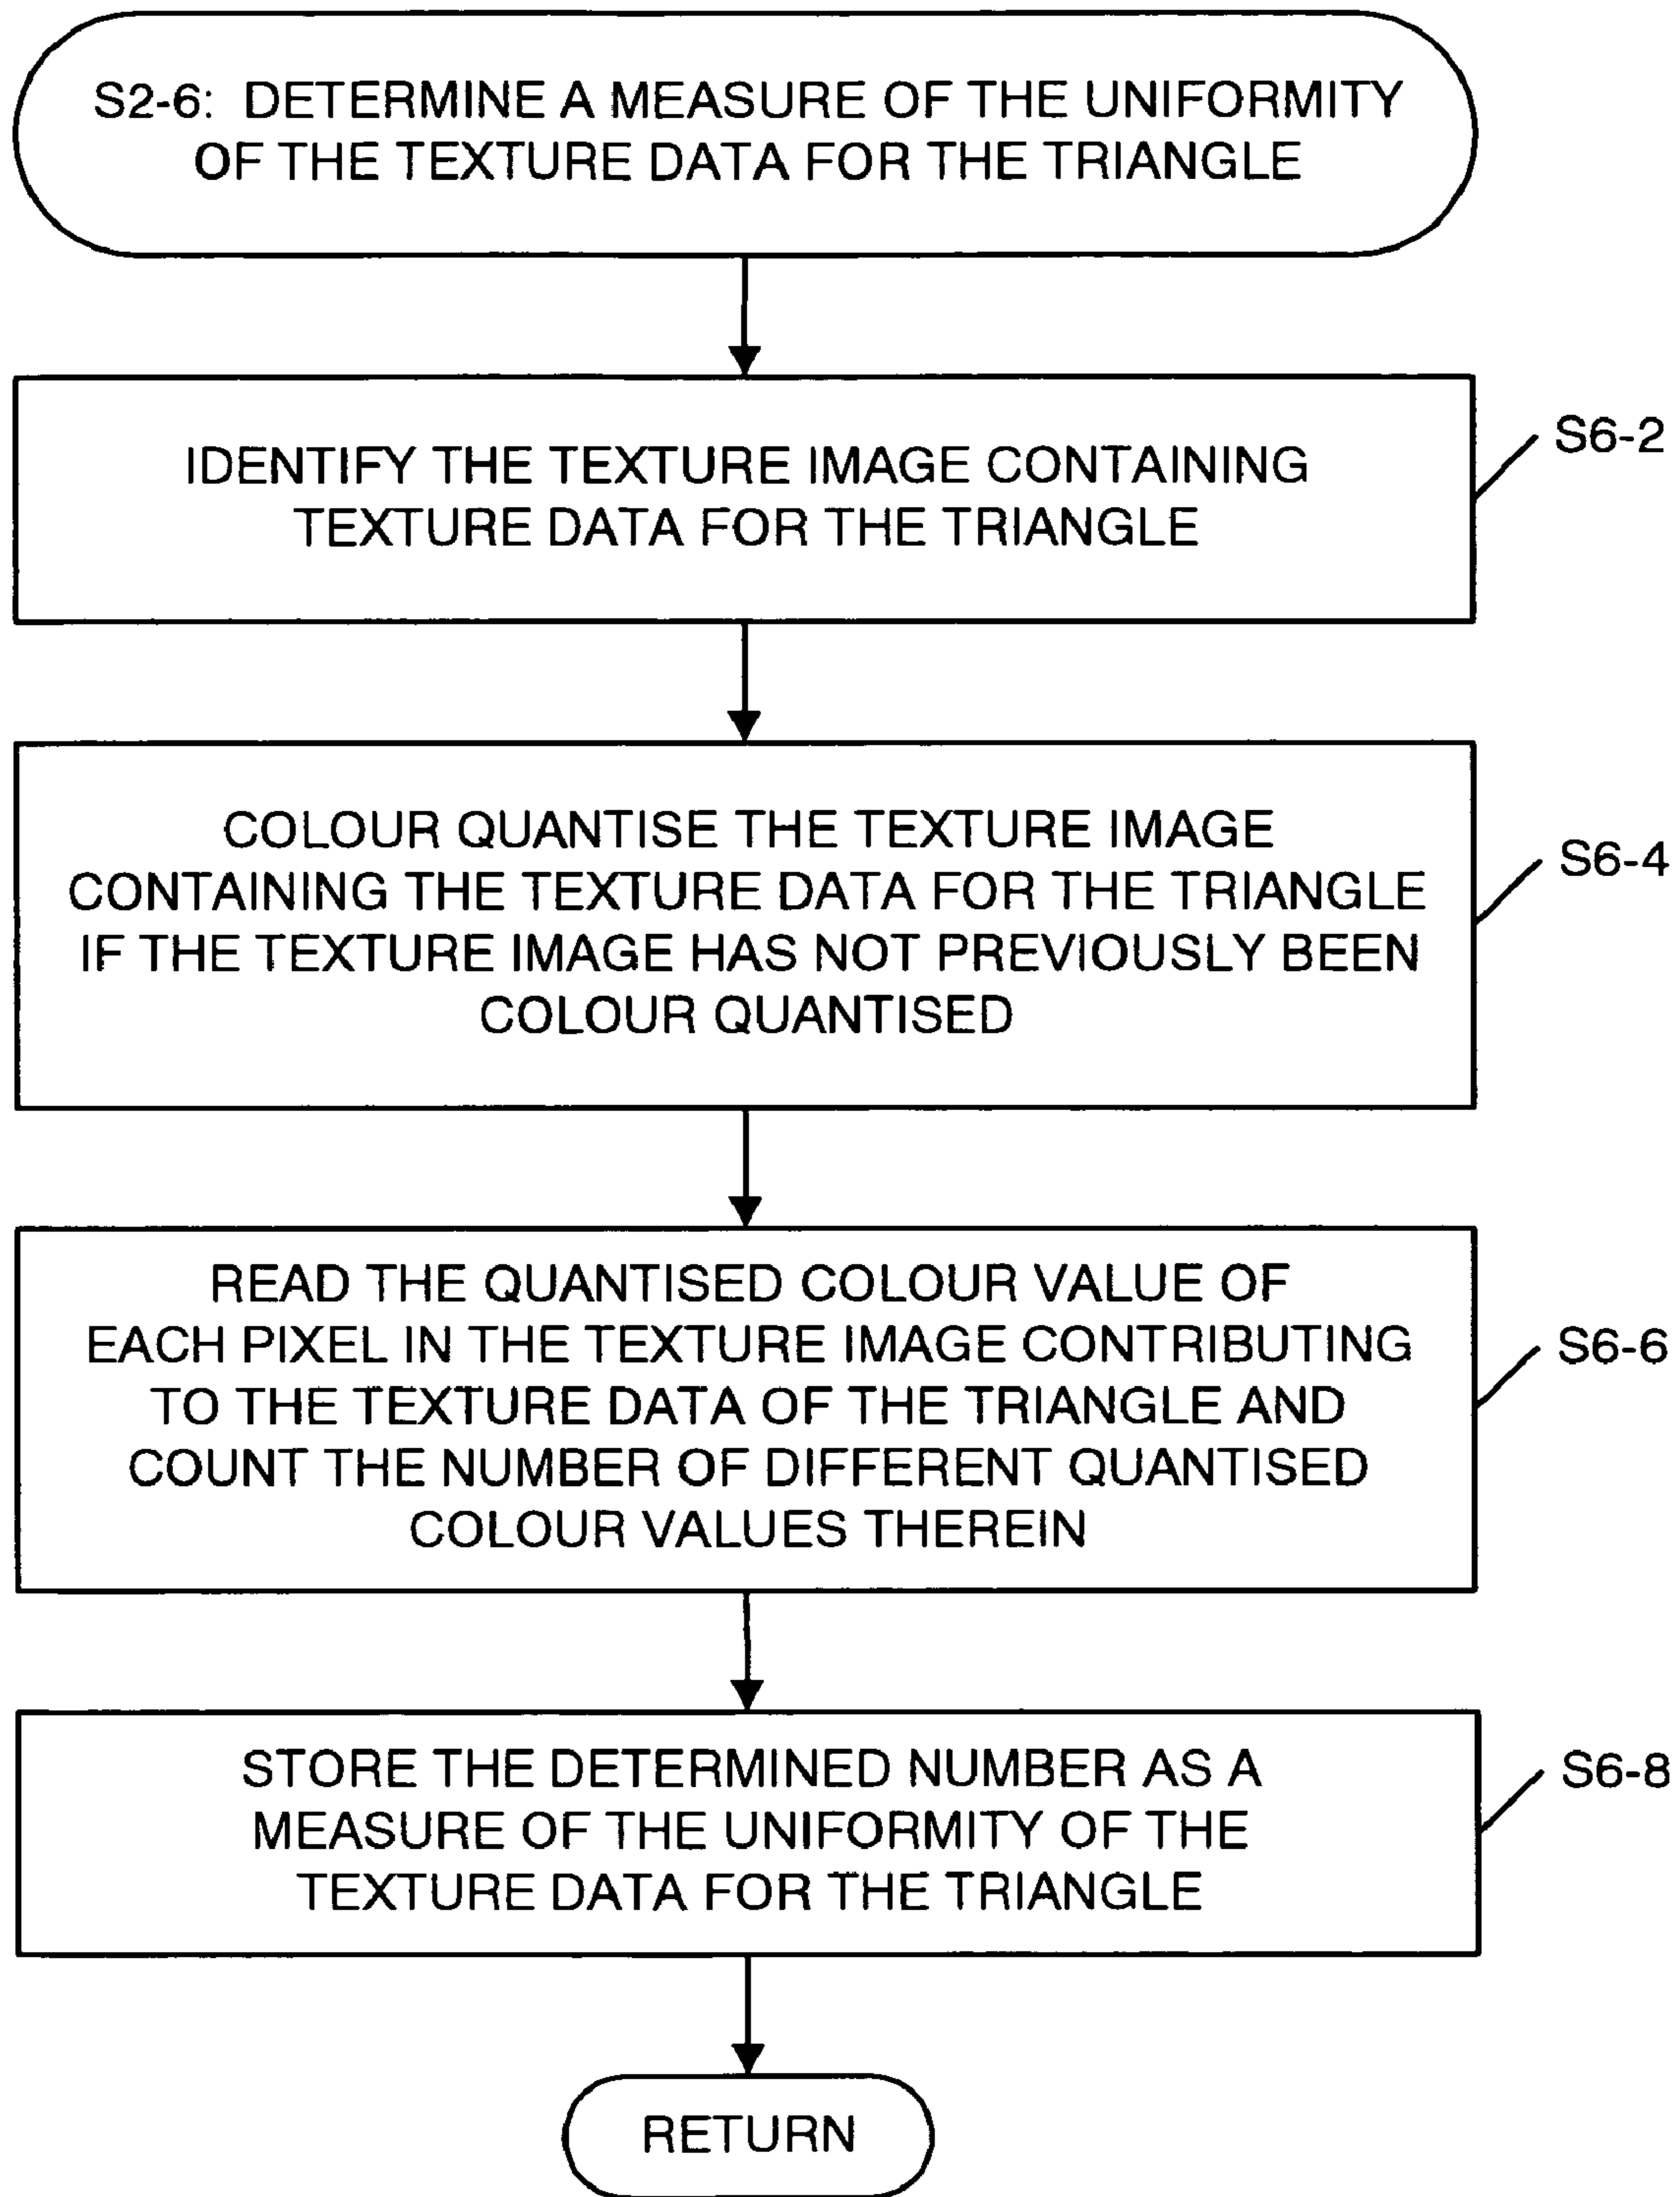 S2-6: DETERMINE A MEASURE OF THE UNIFORMITY
OF THE TEXTURE DATA FOR THE TRIANGLE
IDENTIFY THE TEXTURE IMAGE CONTAINING
TEXTURE DATA FOR THE TRIANGLE
S6-2
COLOUR QUANTISE THE TEXTURE IMAGE
CONTAINING THE TEXTURE DATA FOR THE TRIANGLE
IF THE TEXTURE IMAGE HAS NOT PREVIOUSLY BEEN
COLOUR QUANTISED
S6-4
READ THE QUANTISED COLOUR VALUE OF
EACH PIXEL IN THE TEXTURE IMAGE CONTRIBUTING
TO THE TEXTURE DATA OF THE TRIANGLE AND
COUNT THE NUMBER OF DIFFERENT QUANTISED
COLOUR VALUES THEREIN
S6-6
STORE THE DETERMINED NUMBER AS A
MEASURE OF THE UNIFORMITY OF THE
TEXTURE DATA FOR THE TRIANGLE
S6-8
RETURN